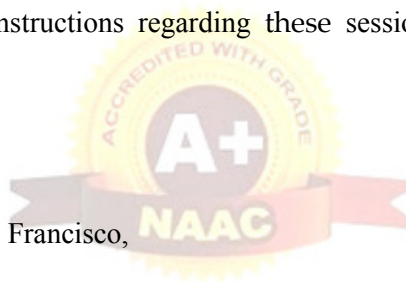 nstructions regarding these sessio
ACCREDITED WITH GRADE
A+
NAAC
Francisco,